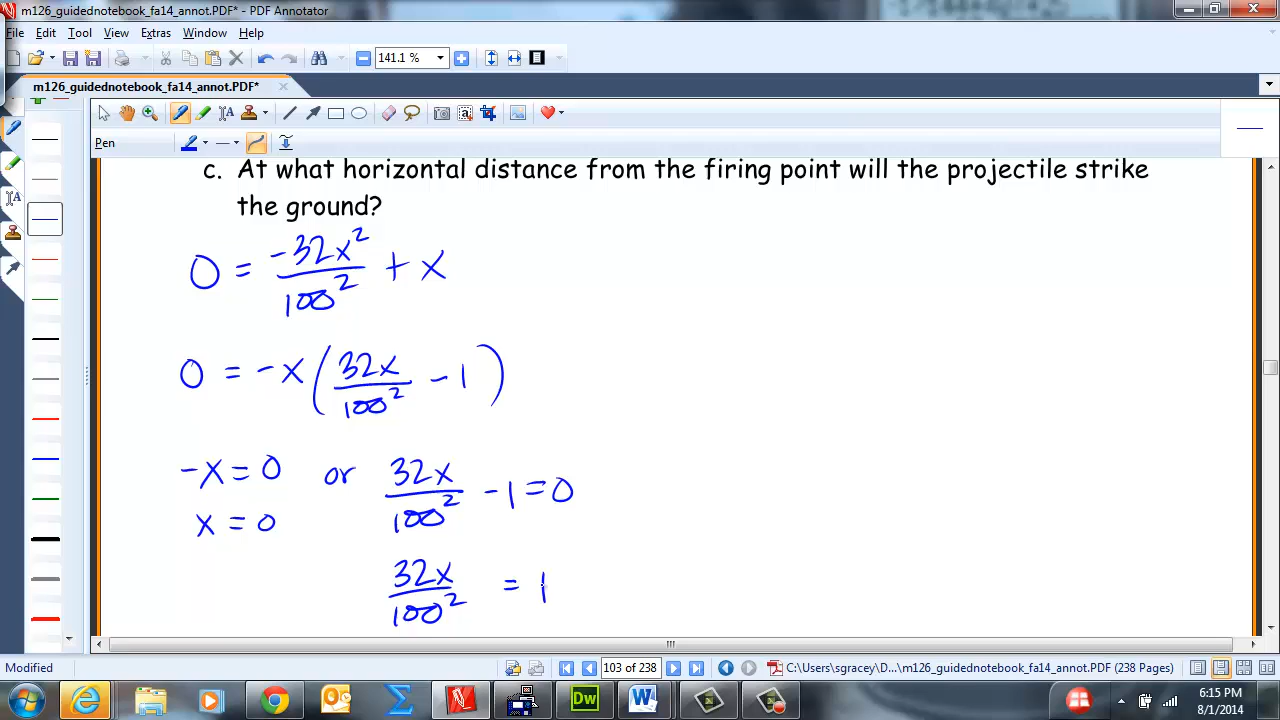 m126_guidednotebook_fa14_annot.PDF* - PDF Annotator
File Edit Tool View Extras Window Help
141.1 %
m126_guidednotebook_fa14_annot.PDF*
Pen
c. At what horizontal distance from the firing point will the projectile strike
the ground?
0 = -32x²/100² + x
0 = -x(32x/100² - 1)
-x = 0 or 32x/100² - 1 = 0
x = 0
32x/100² = 1
Modified
103 of 238
C:\Users\sgracey\D...\m126_guidednotebook_fa14_annot.PDF (238 Pages)
6:15 PM
8/1/2014